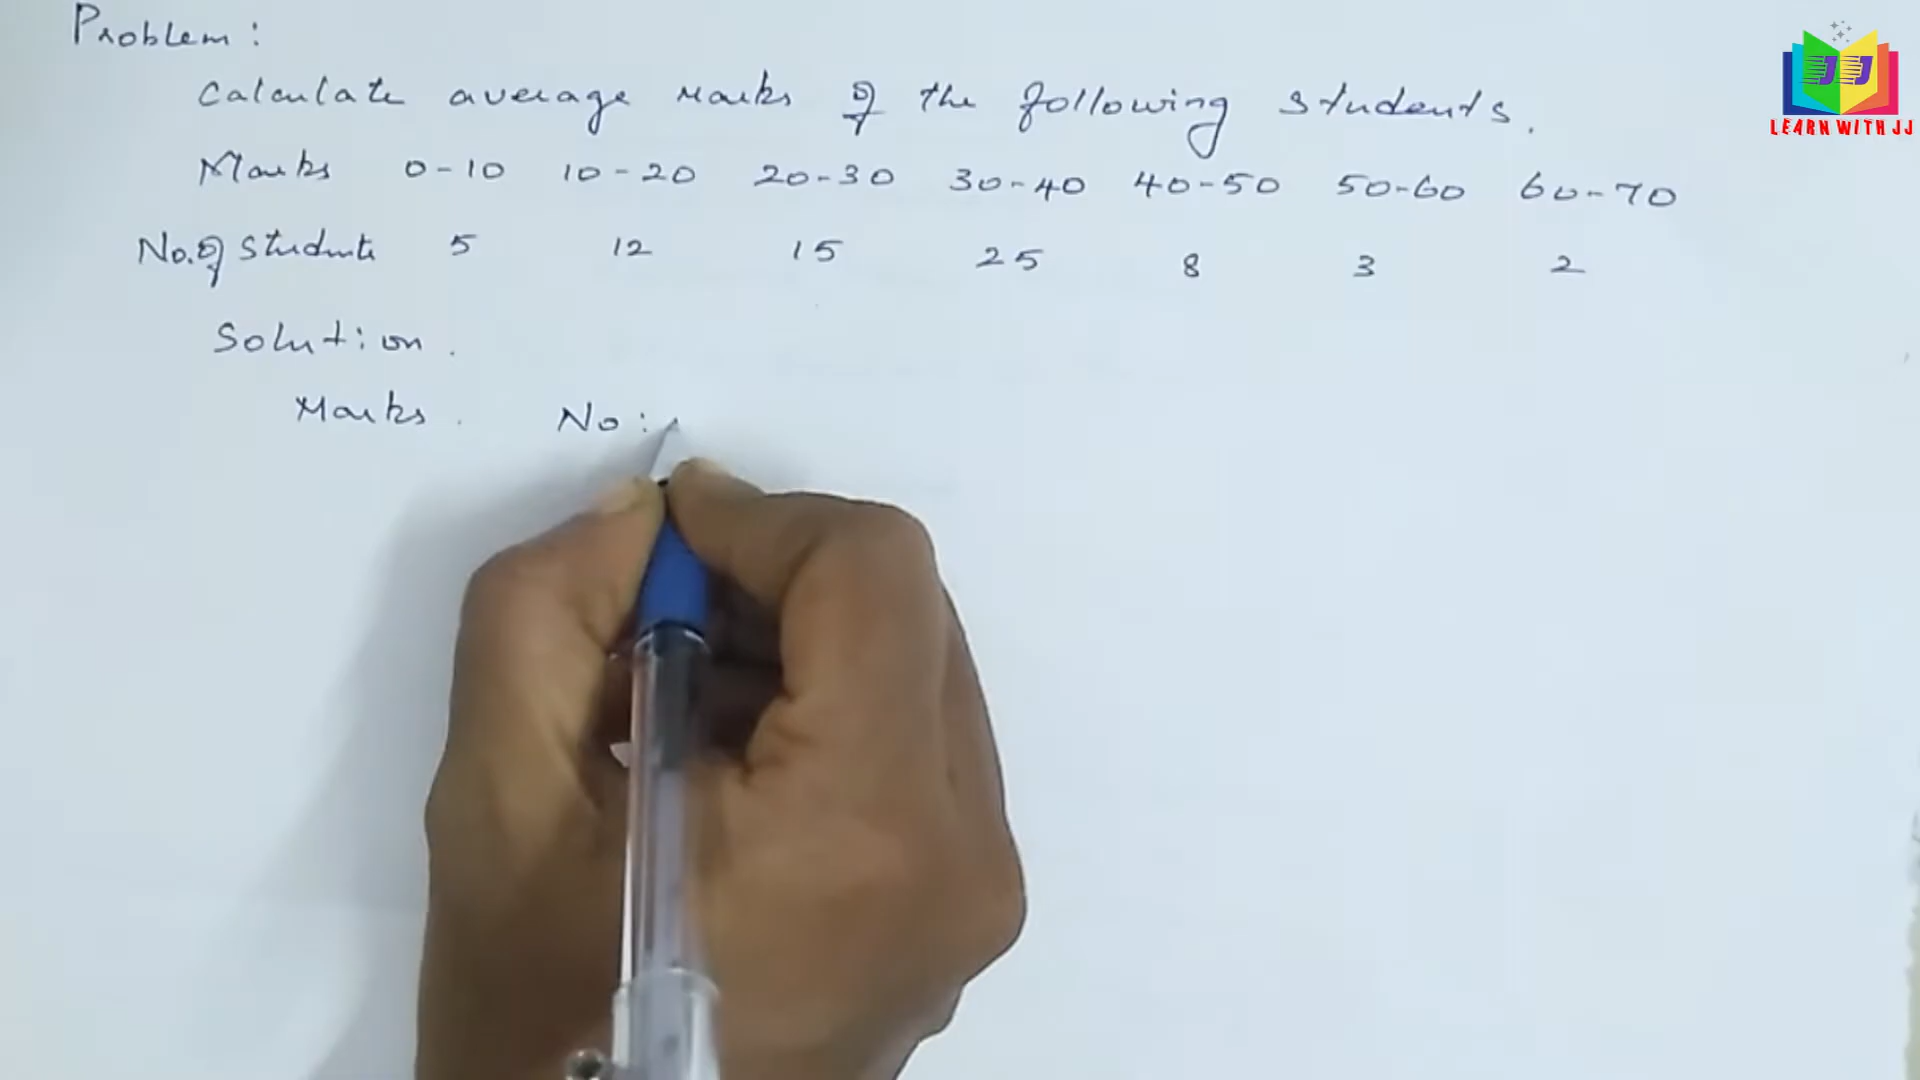 Problem:
Calculate average marks of the following students.
Marks 0-10 10-20 20-30 30-40 40-50 50-60 60-70
No. of students 5 12 15 25 8 3 2
Solution.
Marks. No:
LEARN WITH JJ